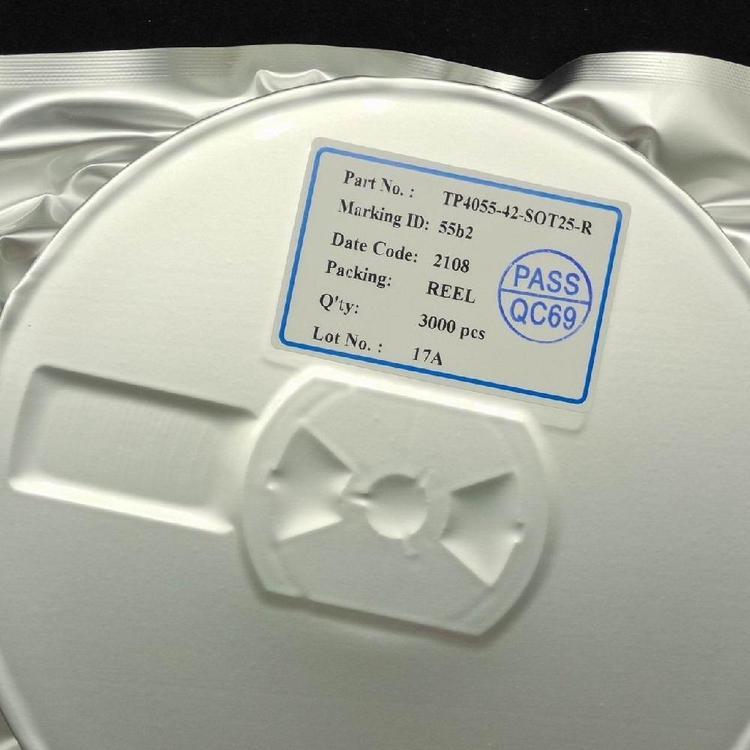 Part No. : TP4055-42-SOT25-R
Marking ID: 55b2
Date Code: 2108
Packing: REEL
Q'ty: 3000 pcs
Lot No. : 17A
PASS
QC69